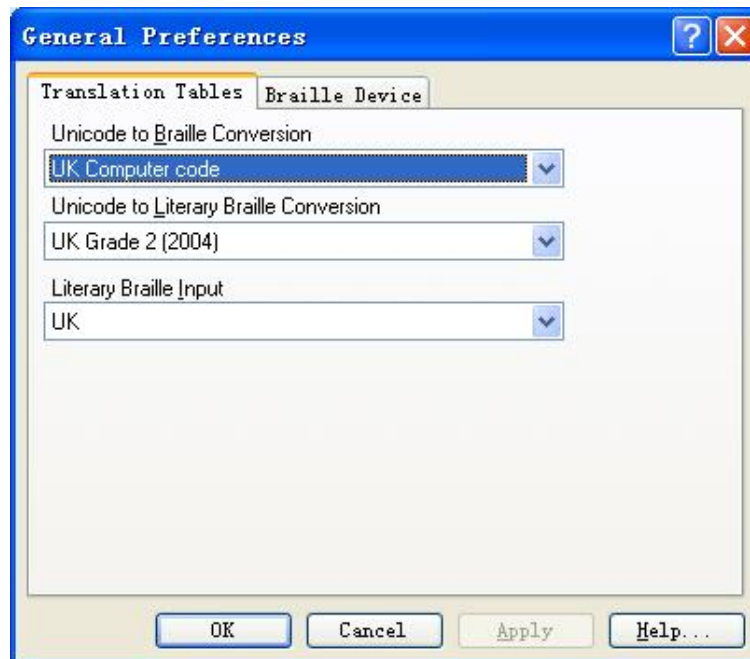 General Preferences
Translation Tables Braille Device
Unicode to Braille Conversion
UK Computer code
Unicode to Literary Braille Conversion
UK Grade 2 (2004)
Literary Braille Input
UK
OK Cancel Apply Help...